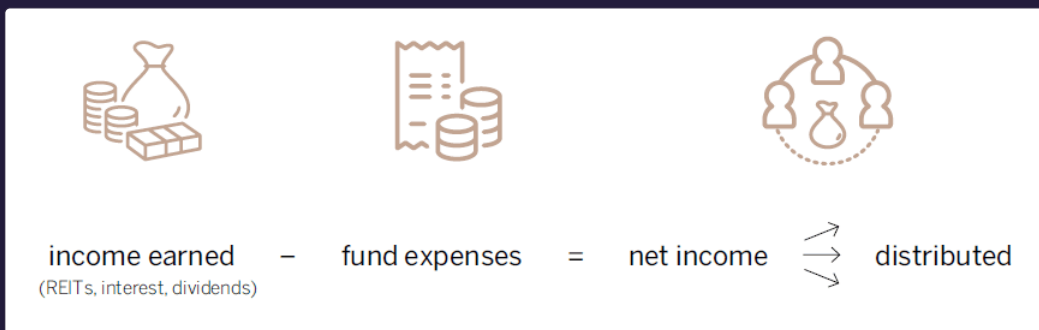 income earned – fund expenses = net income distributed
(REITs, interest, dividends)